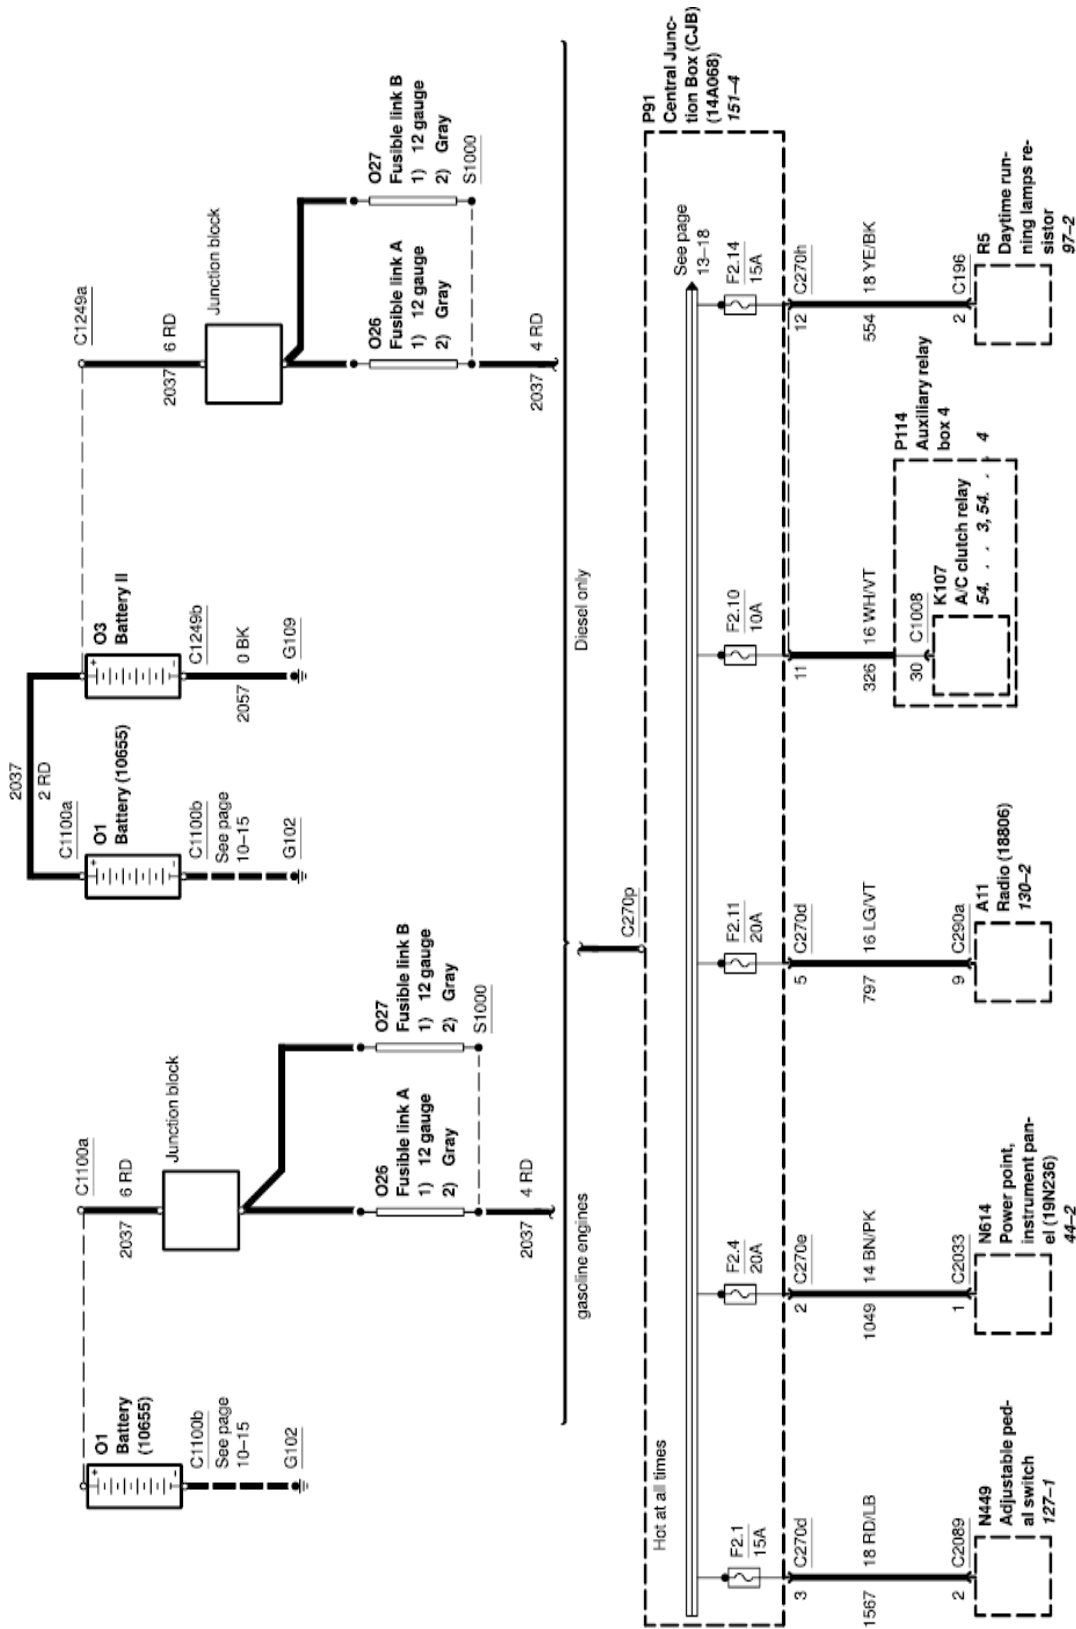 O1
Battery
(10655)
C1100b
See page
10–15
G102
C1100a
2037
6 RD
Junction block
O26
Fusible link A
1) 12 gauge
2) Gray
O27
Fusible link B
1) 12 gauge
2) Gray
S1000
2037
4 RD
gasoline engines
2037
2 RD
C1100a
O1
Battery (10655)
C1100b
See page
10–15
G102
O3
Battery II
C1249b
2057
0 BK
G109
C1249a
2037
6 RD
Junction block
O26
Fusible link A
1) 12 gauge
2) Gray
O27
Fusible link B
1) 12 gauge
2) Gray
S1000
2037
4 RD
Diesel only
C270p
P91
Central Junc-
tion Box (CJB)
(14A068)
151–4
Hot at all times
See page
13–18
F2.1
15A
3
C270d
1567
18 RD/LB
2
C2089
N449
Adjustable ped-
al switch
127–1
F2.4
20A
2
C270e
1049
14 BN/PK
1
C2033
N614
Power point,
instrument pan-
el (19N236)
44–2
F2.11
20A
5
C270d
797
16 LG/VT
9
C290a
A11
Radio (18806)
130–2
F2.10
10A
11
326
16 WH/VT
30
C1008
K107
A/C clutch relay
54. . . 3, 54. . . 4
P114
Auxiliary relay
box 4
F2.14
15A
12
C270h
554
18 YE/BK
2
C196
R5
Daytime run-
ning lamps re-
sistor
97–2